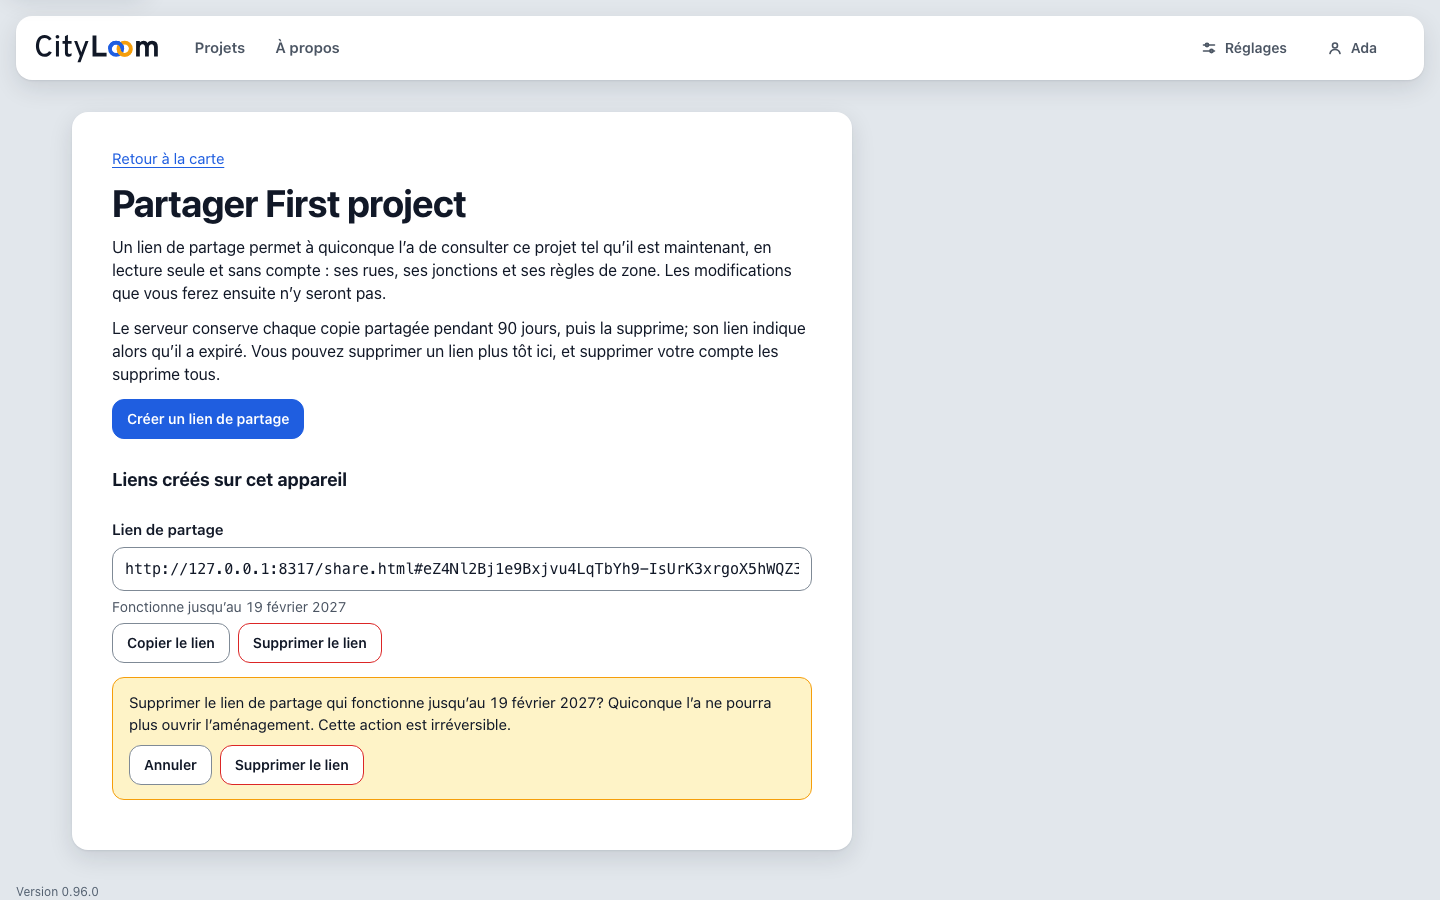 CityLoom
Projets
À propos
Réglages
Ada
Retour à la carte
Partager First project
Un lien de partage permet à quiconque l’a de consulter ce projet tel qu’il est maintenant, en
lecture seule et sans compte : ses rues, ses jonctions et ses règles de zone. Les modifications
que vous ferez ensuite n’y seront pas.
Le serveur conserve chaque copie partagée pendant 90 jours, puis la supprime; son lien indique
alors qu’il a expiré. Vous pouvez supprimer un lien plus tôt ici, et supprimer votre compte les
supprime tous.
Créer un lien de partage
Liens créés sur cet appareil
Lien de partage
http://127.0.0.1:8317/share.html#eZ4Nl2Bj1e9Bxjvu4LqTbYh9-IsUrK3xrgoX5hWQZ3
Fonctionne jusqu’au 19 février 2027
Copier le lien
Supprimer le lien
Supprimer le lien de partage qui fonctionne jusqu’au 19 février 2027? Quiconque l’a ne pourra
plus ouvrir l’aménagement. Cette action est irréversible.
Annuler
Supprimer le lien
Version 0.96.0